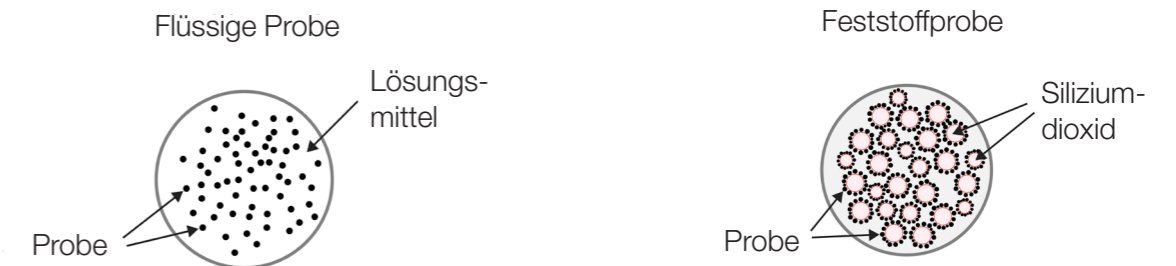 Flüssige Probe
Lösungs-
mittel
Probe
Feststoffprobe
Silizium-
dioxid
Probe